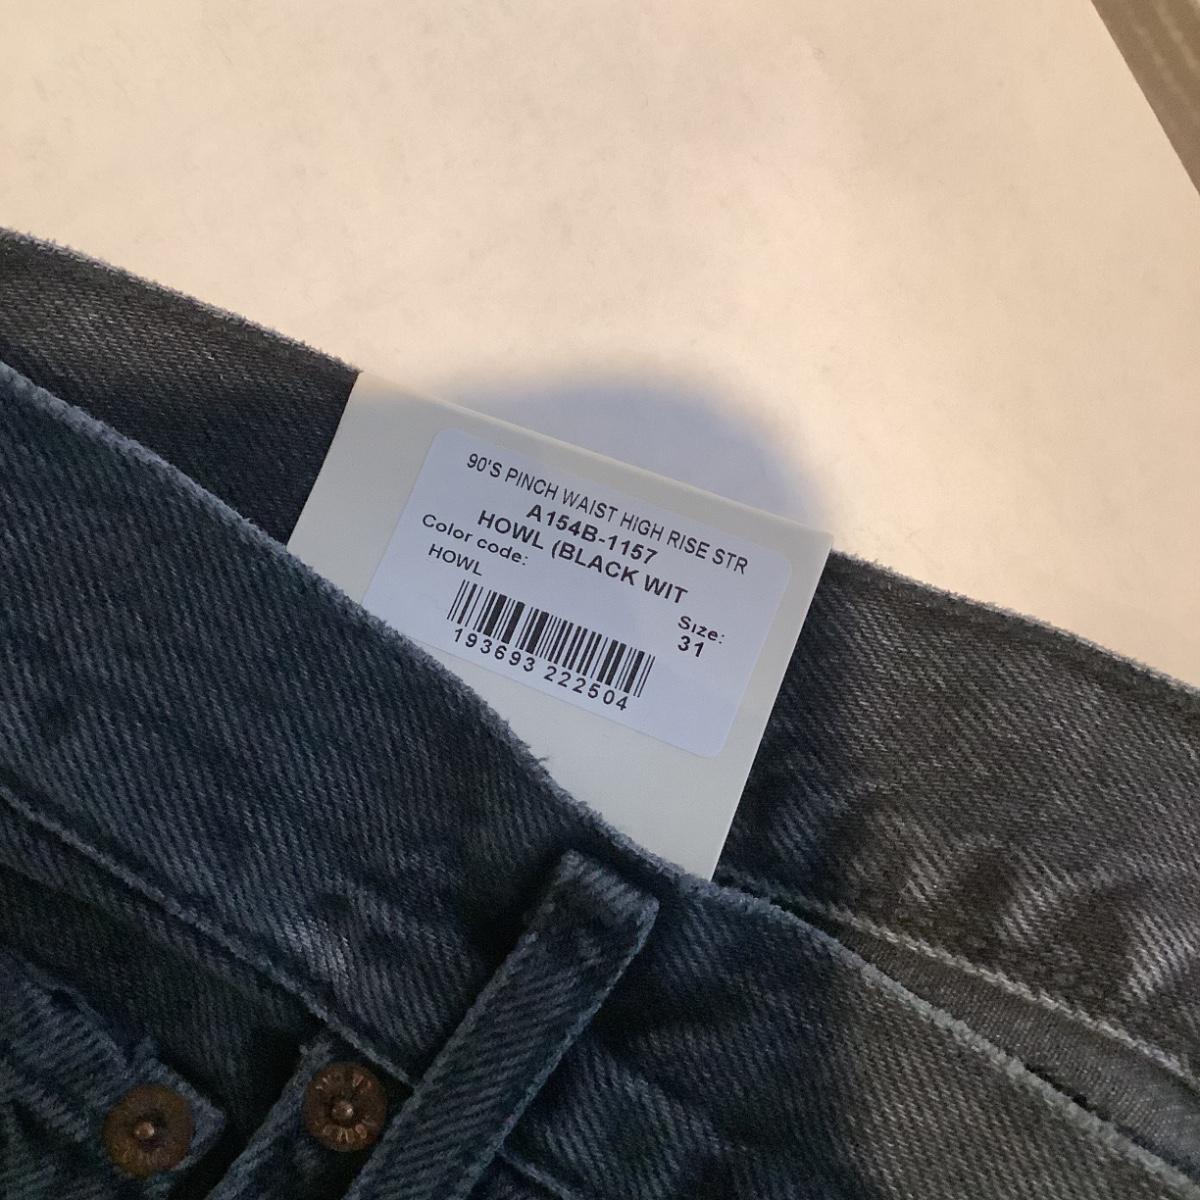 90'S PINCH WAIST HIGH RISE STR
A154B-1157
HOWL (BLACK WIT
Color code:
HOWL
Size:
31
193693 222504